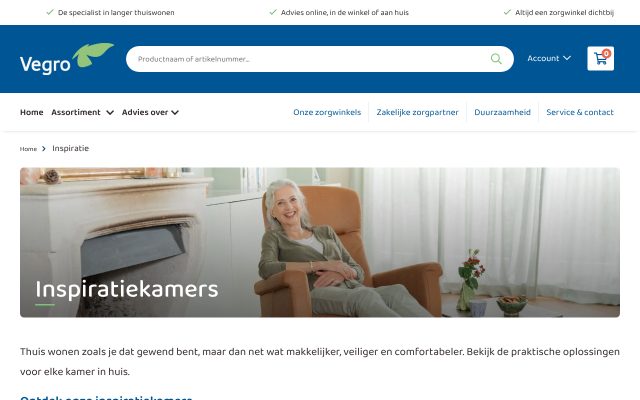 De specialist in langer thuiswonen
Advies online, in de winkel of aan huis
Altijd een zorgwinkel dichtbij
Vegro
Productnaam of artikelnummer...
Account
0
Home
Assortiment
Advies over
Onze zorgwinkels
Zakelijke zorgpartner
Duurzaamheid
Service & contact
Home
Inspiratie
Inspiratiekamers
Thuis wonen zoals je dat gewend bent, maar dan net wat makkelijker, veiliger en comfortabeler. Bekijk de praktische oplossingen
voor elke kamer in huis.
Ontdek onze inspiratiekamers